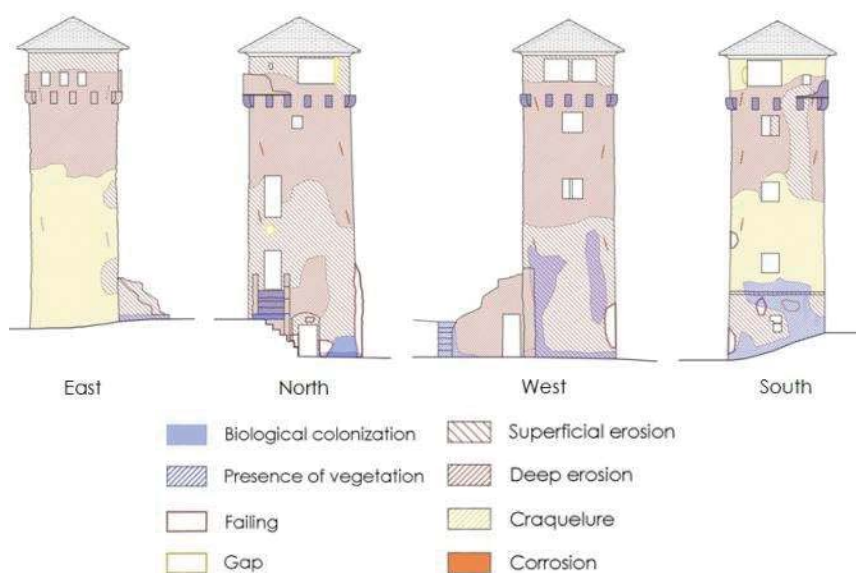 East
North
West
South
Biological colonization
Superficial erosion
Presence of vegetation
Deep erosion
Failing
Craquelure
Gap
Corrosion